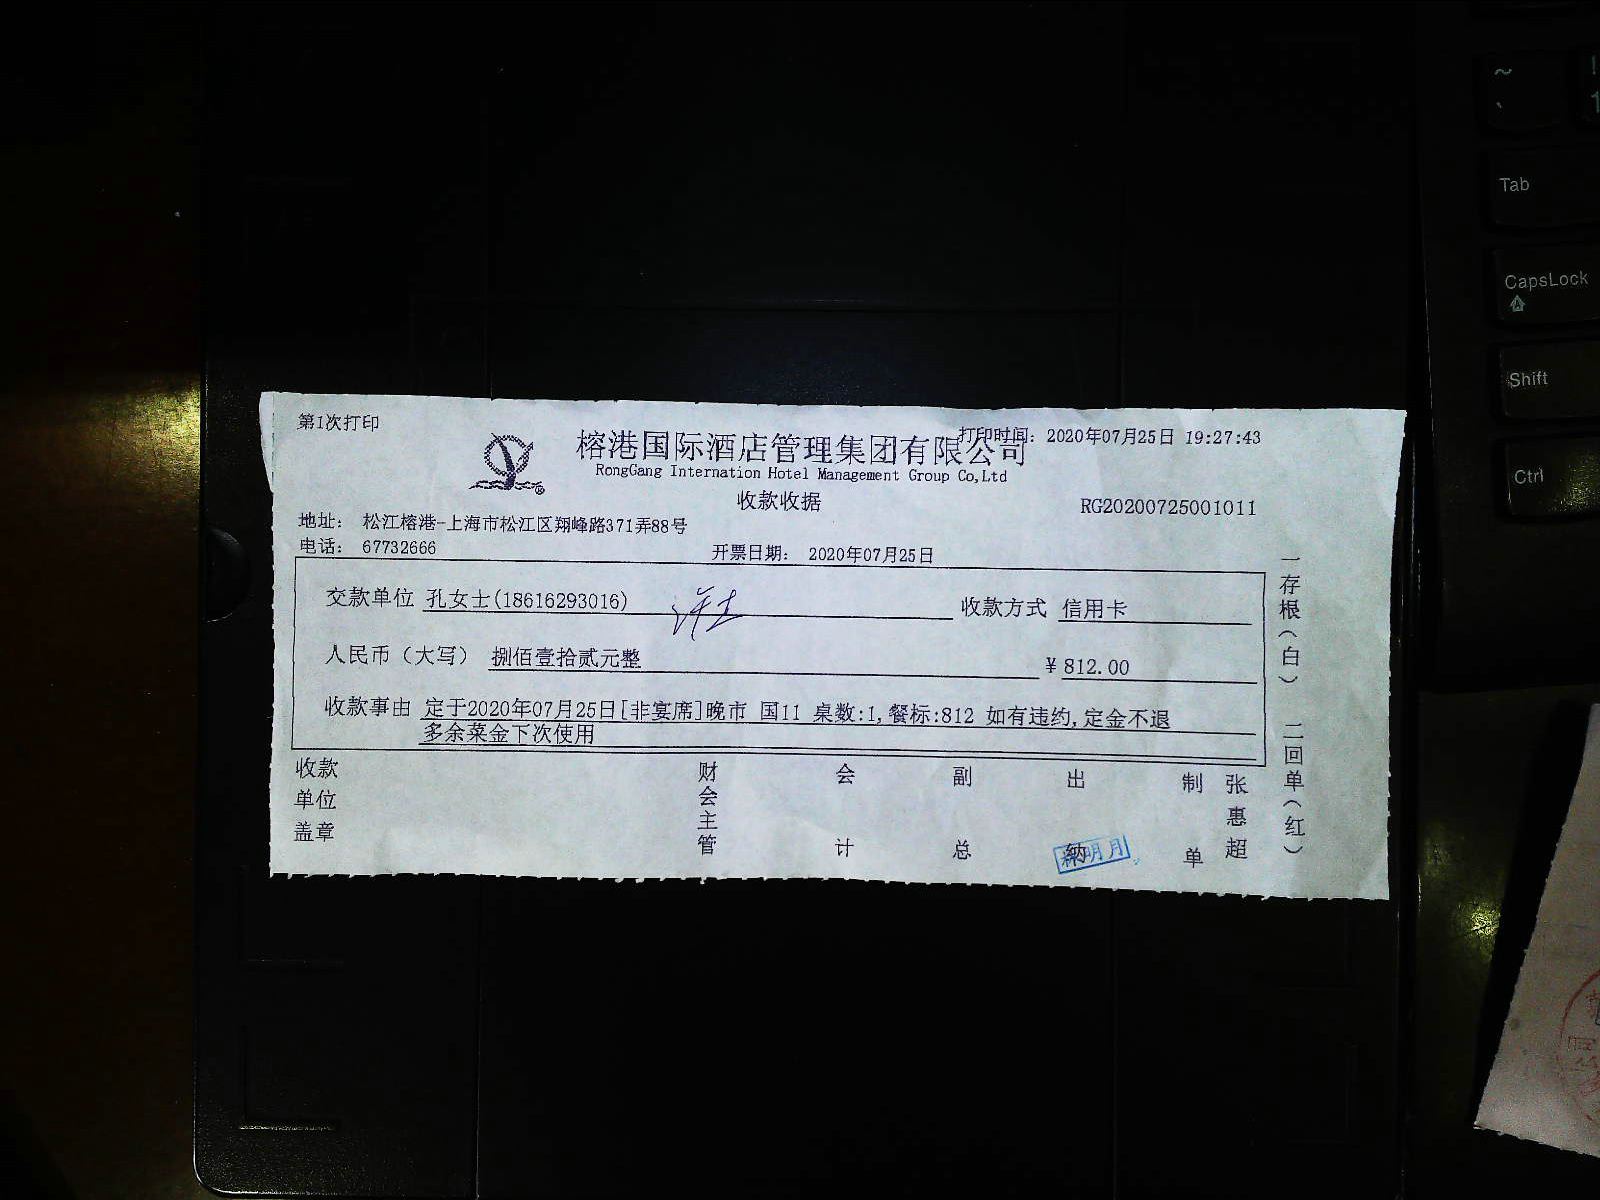 第1次打印
打印时间： 2020年07月25日 19:27:43
榕港国际酒店管理集团有限公司
RongGang Internation Hotel Management Group Co,Ltd
收款收据
RG20200725001011
地址： 松江榕港-上海市松江区翔峰路371弄88号
电话： 67732666
开票日期： 2020年07月25日
交款单位 孔女士(18616293016)
收款方式 信用卡
人民币（大写） 捌佰壹拾贰元整
¥812.00
收款事由 定于2020年07月25日[非宴席]晚市 国11 桌数:1,餐标:812 如有违约,定金不退
多余菜金下次使用
收款
单位
盖章
财会主管
会计
副总
出纳
明月
制单
张惠超
一存根(白) 二回单(红)
~
Tab
CapsLock
Shift
Ctrl